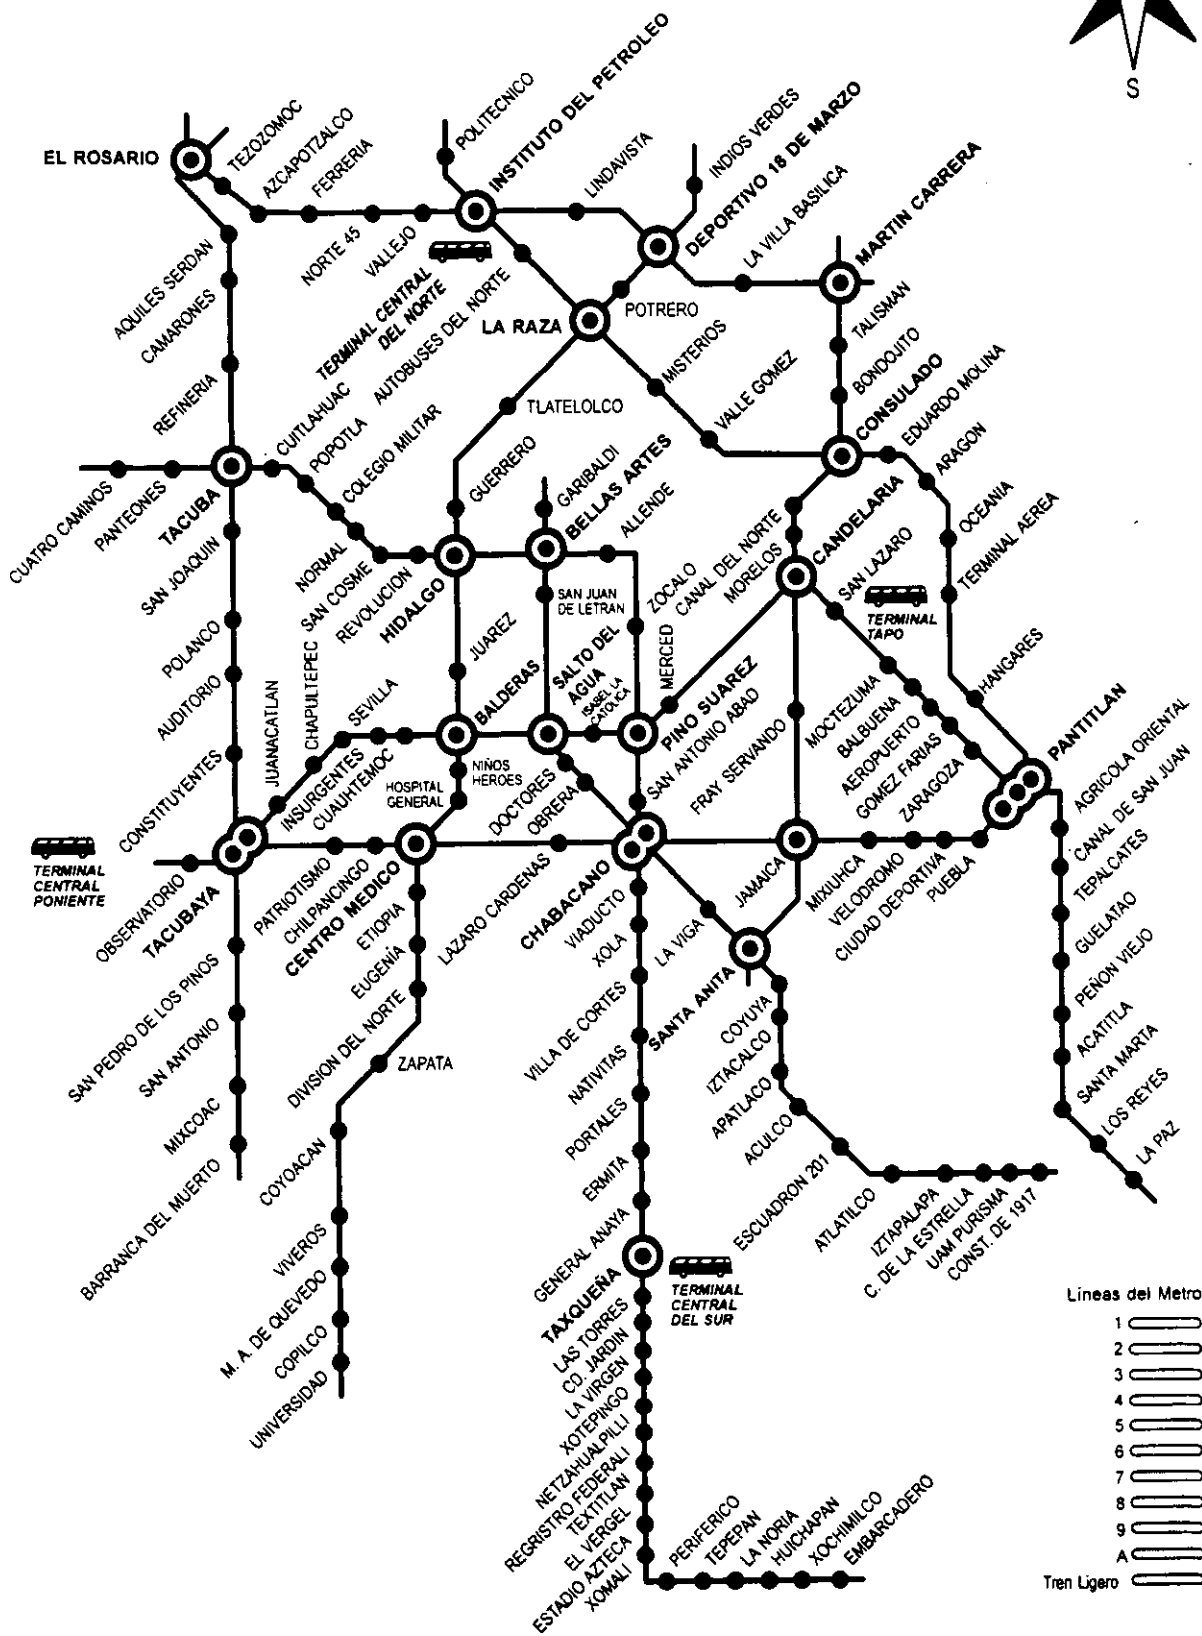 S
EL ROSARIO
TEZOZOMOC
AZCAPOTZALCO
FERRERIA
NORTE 45
VALLEJO
POLITECNICO
INSTITUTO DEL PETROLEO
LINDAVISTA
INDIOS VERDES
DEPORTIVO 18 DE MARZO
LA VILLA BASILICA
MARTIN CARRERA
TERMINAL CENTRAL
DEL NORTE
AUTOBUSES DEL NORTE
LA RAZA
POTRERO
TALISMAN
BONDOJITO
CONSULADO
EDUARDO MOLINA
ARAGON
OCEANIA
TERMINAL AEREA
HANGARES
MISTERIOS
VALLE GOMEZ
AQUILES SERDAN
CAMARONES
REFINERIA
TACUBA
CUATRO CAMINOS
PANTEONES
CUITLAHUAC
POPOTLA
COLEGIO MILITAR
NORMAL
SAN COSME
REVOLUCION
HIDALGO
TLATELOLCO
GUERRERO
GARIBALDI
BELLAS ARTES
ALLENDE
ZOCALO
CANAL DEL NORTE
MORELOS
CANDELARIA
SAN LAZARO
TERMINAL
TAPO
SAN JUAN
DE LETRAN
SAN JOAQUIN
POLANCO
AUDITORIO
CONSTITUYENTES
JUANACATLAN
CHAPULTEPEC
SEVILLA
INSURGENTES
CUAUHTEMOC
JUAREZ
BALDERAS
SALTO DEL
AGUA
ISABEL LA
CATOLICA
MERCED
PINO SUAREZ
SAN ANTONIO ABAD
FRAY SERVANDO
MOCTEZUMA
BALBUENA
AEROPUERTO
GOMEZ FARIAS
ZARAGOZA
PANTITLAN
AGRICOLA ORIENTAL
CANAL DE SAN JUAN
TEPALCATES
GUELATAO
PEÑON VIEJO
ACATITLA
SANTA MARTA
LOS REYES
LA PAZ
NIÑOS
HEROES
HOSPITAL
GENERAL
DOCTORES
OBRERA
TERMINAL
CENTRAL
PONIENTE
OBSERVATORIO
TACUBAYA
PATRIOTISMO
CHILPANCINGO
CENTRO MEDICO
LAZARO CARDENAS
CHABACANO
JAMAICA
MIXIUHCA
VELODROMO
CIUDAD DEPORTIVA
PUEBLA
ETIOPIA
EUGENÍA
DIVISION DEL NORTE
ZAPATA
COYOACAN
VIVEROS
M. A. DE QUEVEDO
COPILCO
UNIVERSIDAD
SAN PEDRO DE LOS PINOS
SAN ANTONIO
MIXCOAC
BARRANCA DEL MUERTO
VIADUCTO
XOLA
VILLA DE CORTES
NATIVITAS
PORTALES
ERMITA
GENERAL ANAYA
TAXQUEÑA
LA VIGA
SANTA ANITA
COYUYA
IZTACALCO
APATLACO
ACULCO
ESCUADRON 201
ATLATILCO
IZTAPALAPA
C. DE LA ESTRELLA
UAM PURISMA
CONST. DE 1917
TERMINAL
CENTRAL
DEL SUR
LAS TORRES
CD. JARDIN
LA VIRGEN
XOTEPINGO
NETZAHUALPILLI
REGRISTRO FEDERALI
TEXTITLAN
EL VERGEL
ESTADIO AZTECA
XOMALI
PERIFERICO
TEPEPAN
LA NORIA
HUICHAPAN
XOCHIMILCO
EMBARCADERO
Líneas del Metro
1
2
3
4
5
6
7
8
9
A
Tren Ligero